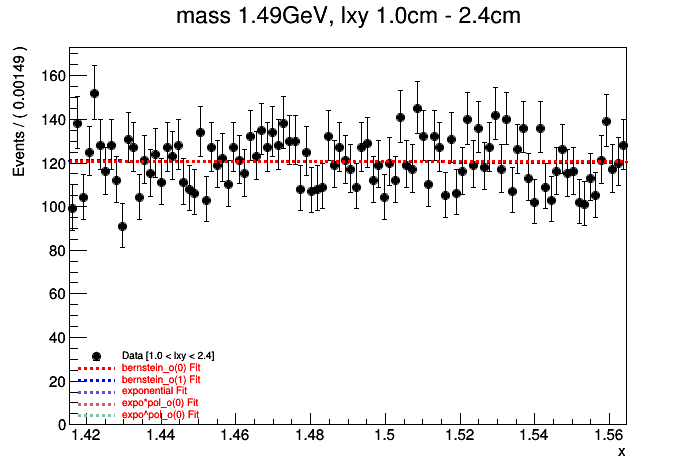 mass 1.49GeV, lxy 1.0cm - 2.4cm
Events / ( 0.00149 )
160
140
120
100
80
60
40
20
0
Data [1.0 < lxy < 2.4]
bernstein_o(0) Fit
bernstein_o(1) Fit
exponential Fit
expo*pol_o(0) Fit
expo^pol_o(0) Fit
1.42 1.44 1.46 1.48 1.5 1.52 1.54 1.56
x